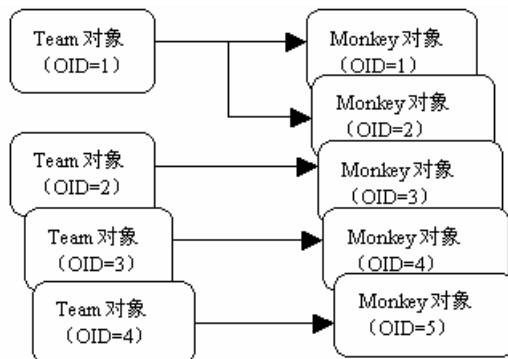 Team 对象
（OID=1）
Monkey 对象
（OID=1）
Monkey 对象
（OID=2）
Team 对象
（OID=2）
Monkey 对象
（OID=3）
Team 对象
（OID=3）
Monkey 对象
（OID=4）
Team 对象
（OID=4）
Monkey 对象
（OID=5）